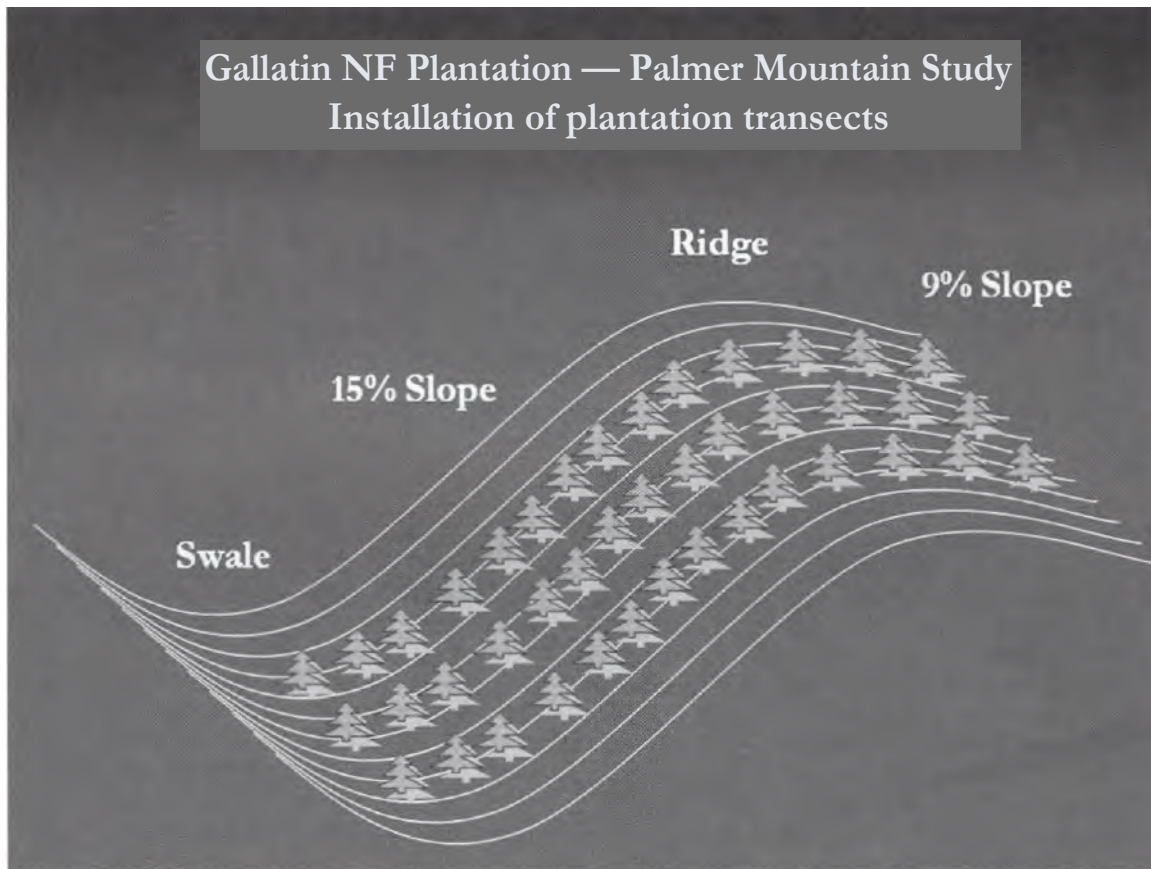 Gallatin NF Plantation — Palmer Mountain Study
Installation of plantation transects
Ridge
9% Slope
15% Slope
Swale